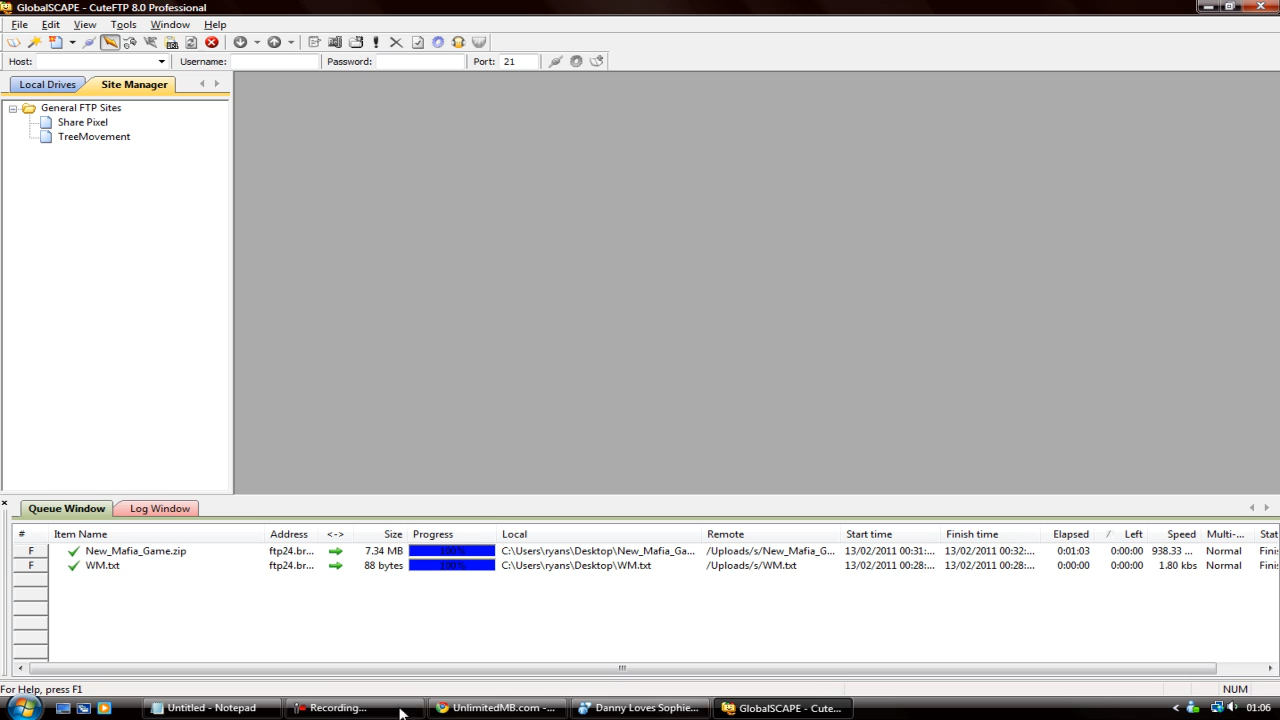 GlobalSCAPE - CuteFTP 8.0 Professional
File Edit View Tools Window Help
Host: Username: Password: Port: 21
Local Drives Site Manager
General FTP Sites
Share Pixel
TreeMovement
Queue Window Log Window
# Item Name Address <-> Size Progress Local Remote Start time Finish time Elapsed / Left Speed Multi-... Stat
F New_Mafia_Game.zip ftp24.br... 7.34 MB 100% C:\Users\ryans\Desktop\New_Mafia_Ga... /Uploads/s/New_Mafia_G... 13/02/2011 00:31:... 13/02/2011 00:32:... 0:01:03 0:00:00 938.33 ... Normal Finis
F WM.txt ftp24.br... 88 bytes 100% C:\Users\ryans\Desktop\WM.txt /Uploads/s/WM.txt 13/02/2011 00:28:... 13/02/2011 00:28:... 0:00:00 0:00:00 1.80 kbs Normal Finis
For Help, press F1 NUM
Untitled - Notepad Recording... UnlimitedMB.com - ... Danny Loves Sophie... GlobalSCAPE - Cute... 01:06